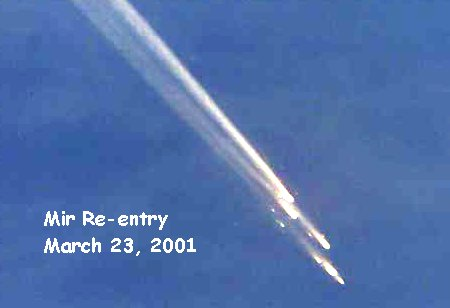 Mir Re-entry
March 23, 2001